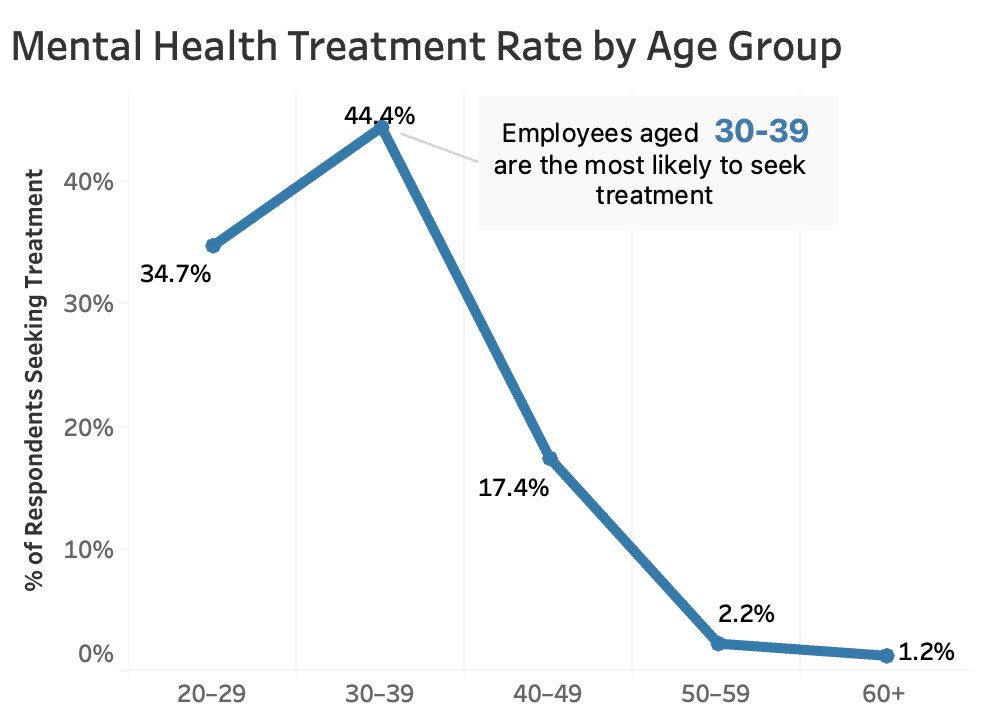 Mental Health Treatment Rate by Age Group
44.4%
Employees aged 30-39
are the most likely to seek
treatment
% of Respondents Seeking Treatment
40%
34.7%
30%
20%
17.4%
10%
2.2%
0%
1.2%
20–29 30–39 40–49 50–59 60+